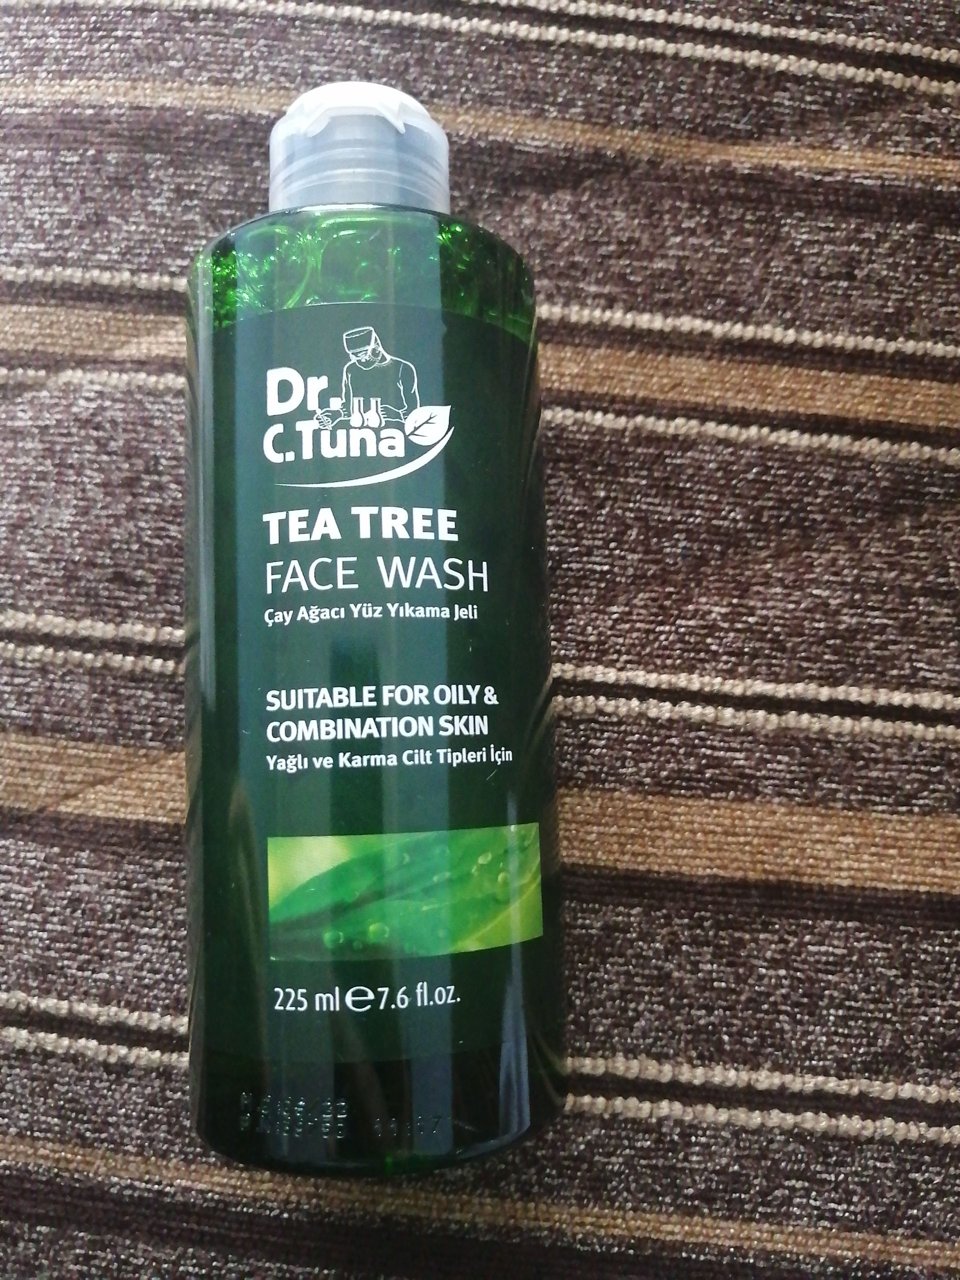 Dr.
C.Tuna
TEA TREE
FACE WASH
Çay Ağacı Yüz Yıkama Jeli
SUITABLE FOR OILY &
COMBINATION SKIN
Yağlı ve Karma Cilt Tipleri İçin
225 ml e 7.6 fl.oz.